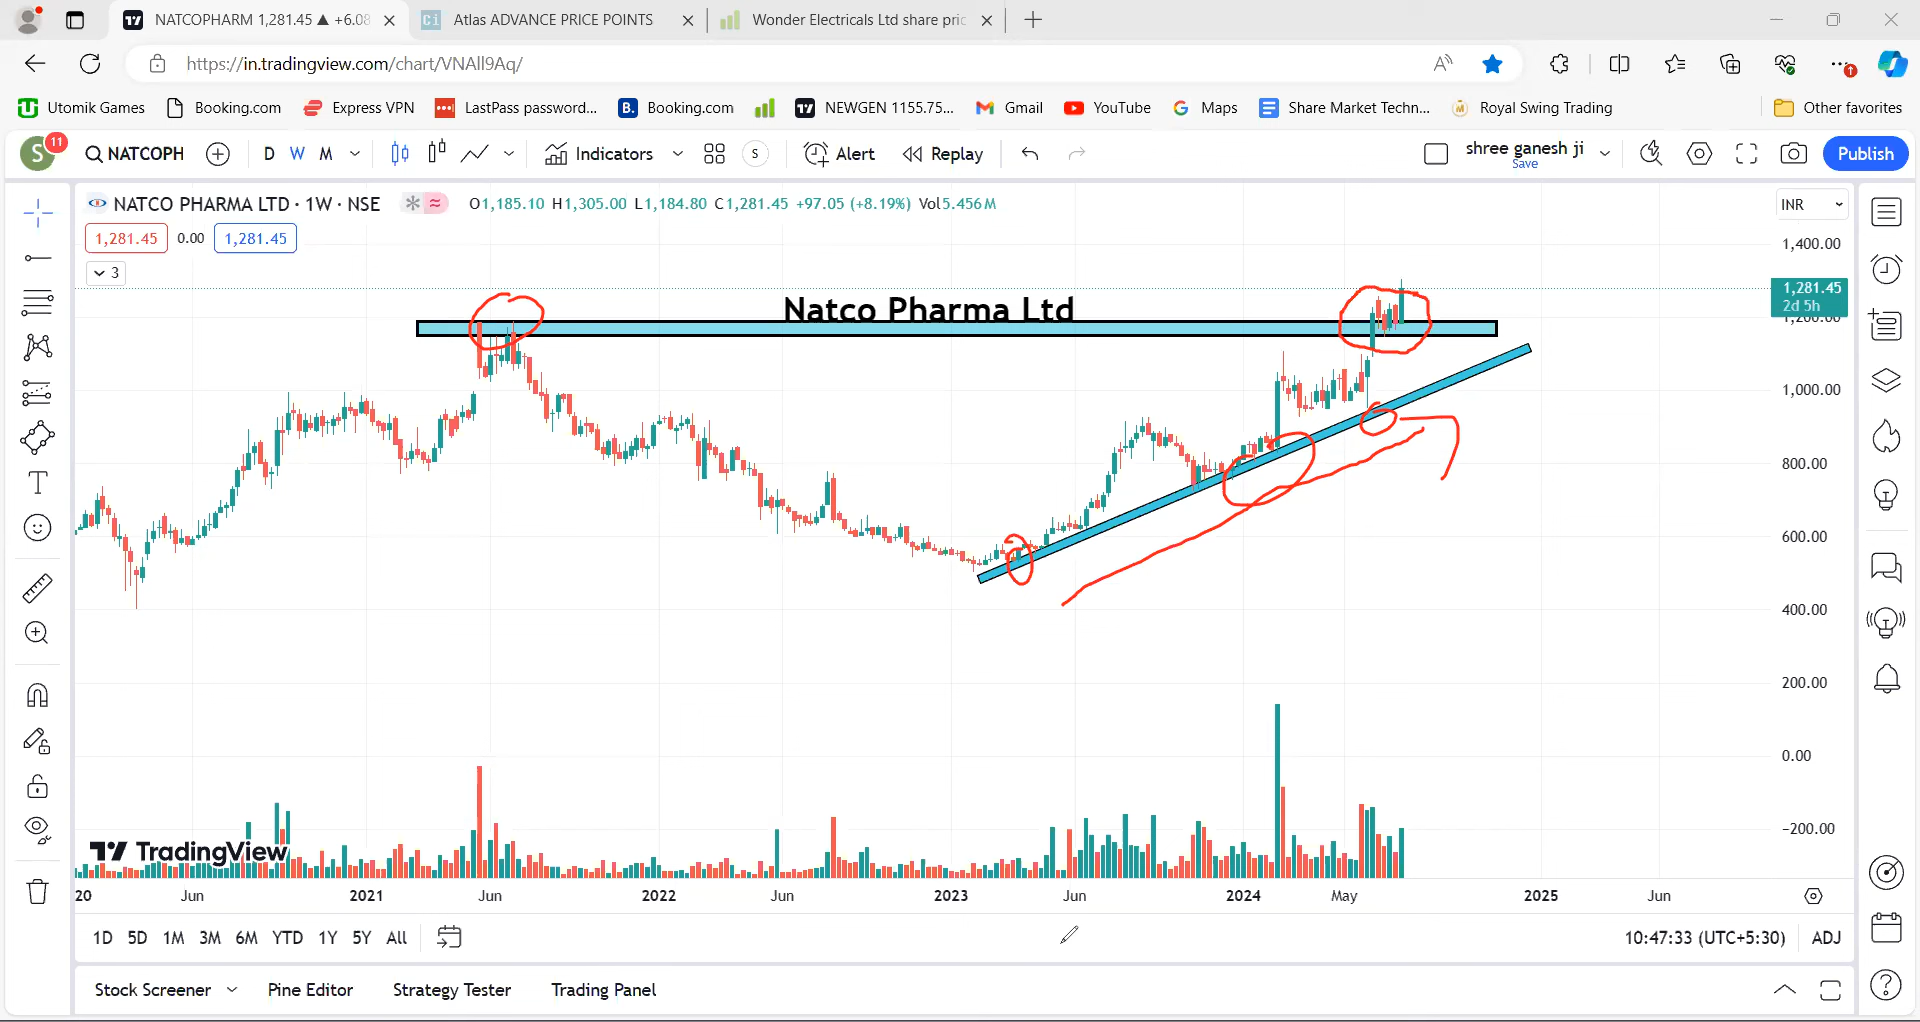 NATCOPHARM 1,281.45 ▲ +6.08
Atlas ADVANCE PRICE POINTS
Wonder Electricals Ltd share pric
https://in.tradingview.com/chart/VNAll9Aq/
Utomik Games
Booking.com
Express VPN
LastPass password...
B.
Booking.com
NEWGEN 1155.75...
Gmail
YouTube
Maps
Share Market Techn...
Royal Swing Trading
Other favorites
S
11
NATCOPH
D W M
Indicators
S
Alert
Replay
shree ganesh ji
Save
Publish
NATCO PHARMA LTD · 1W · NSE
O1,185.10 H1,305.00 L1,184.80 C1,281.45 +97.05 (+8.19%) Vol5.456M
INR
1,281.45
0.00
1,281.45
3
1,400.00
1,281.45
2d 5h
1,200.00
1,000.00
800.00
600.00
400.00
200.00
0.00
−200.00
Natco Pharma Ltd
TradingView
20 Jun 2021 Jun 2022 Jun 2023 Jun 2024 May 2025 Jun
1D 5D 1M 3M 6M YTD 1Y 5Y All
10:47:33 (UTC+5:30)
ADJ
Stock Screener
Pine Editor
Strategy Tester
Trading Panel